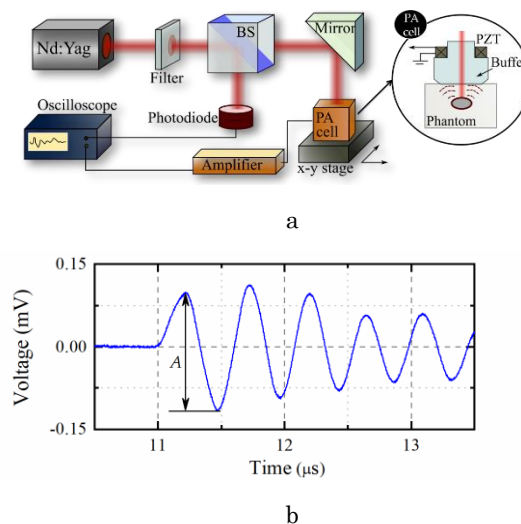 Nd:Yag
Filter
BS
Mirror
Oscilloscope
Photodiode
PA
cell
Amplifier
x-y stage
PA
cell
PZT
Buffe
Phantom
a
0.15
0.00
-0.15
Voltage (mV)
A
11
12
13
Time (μs)
b